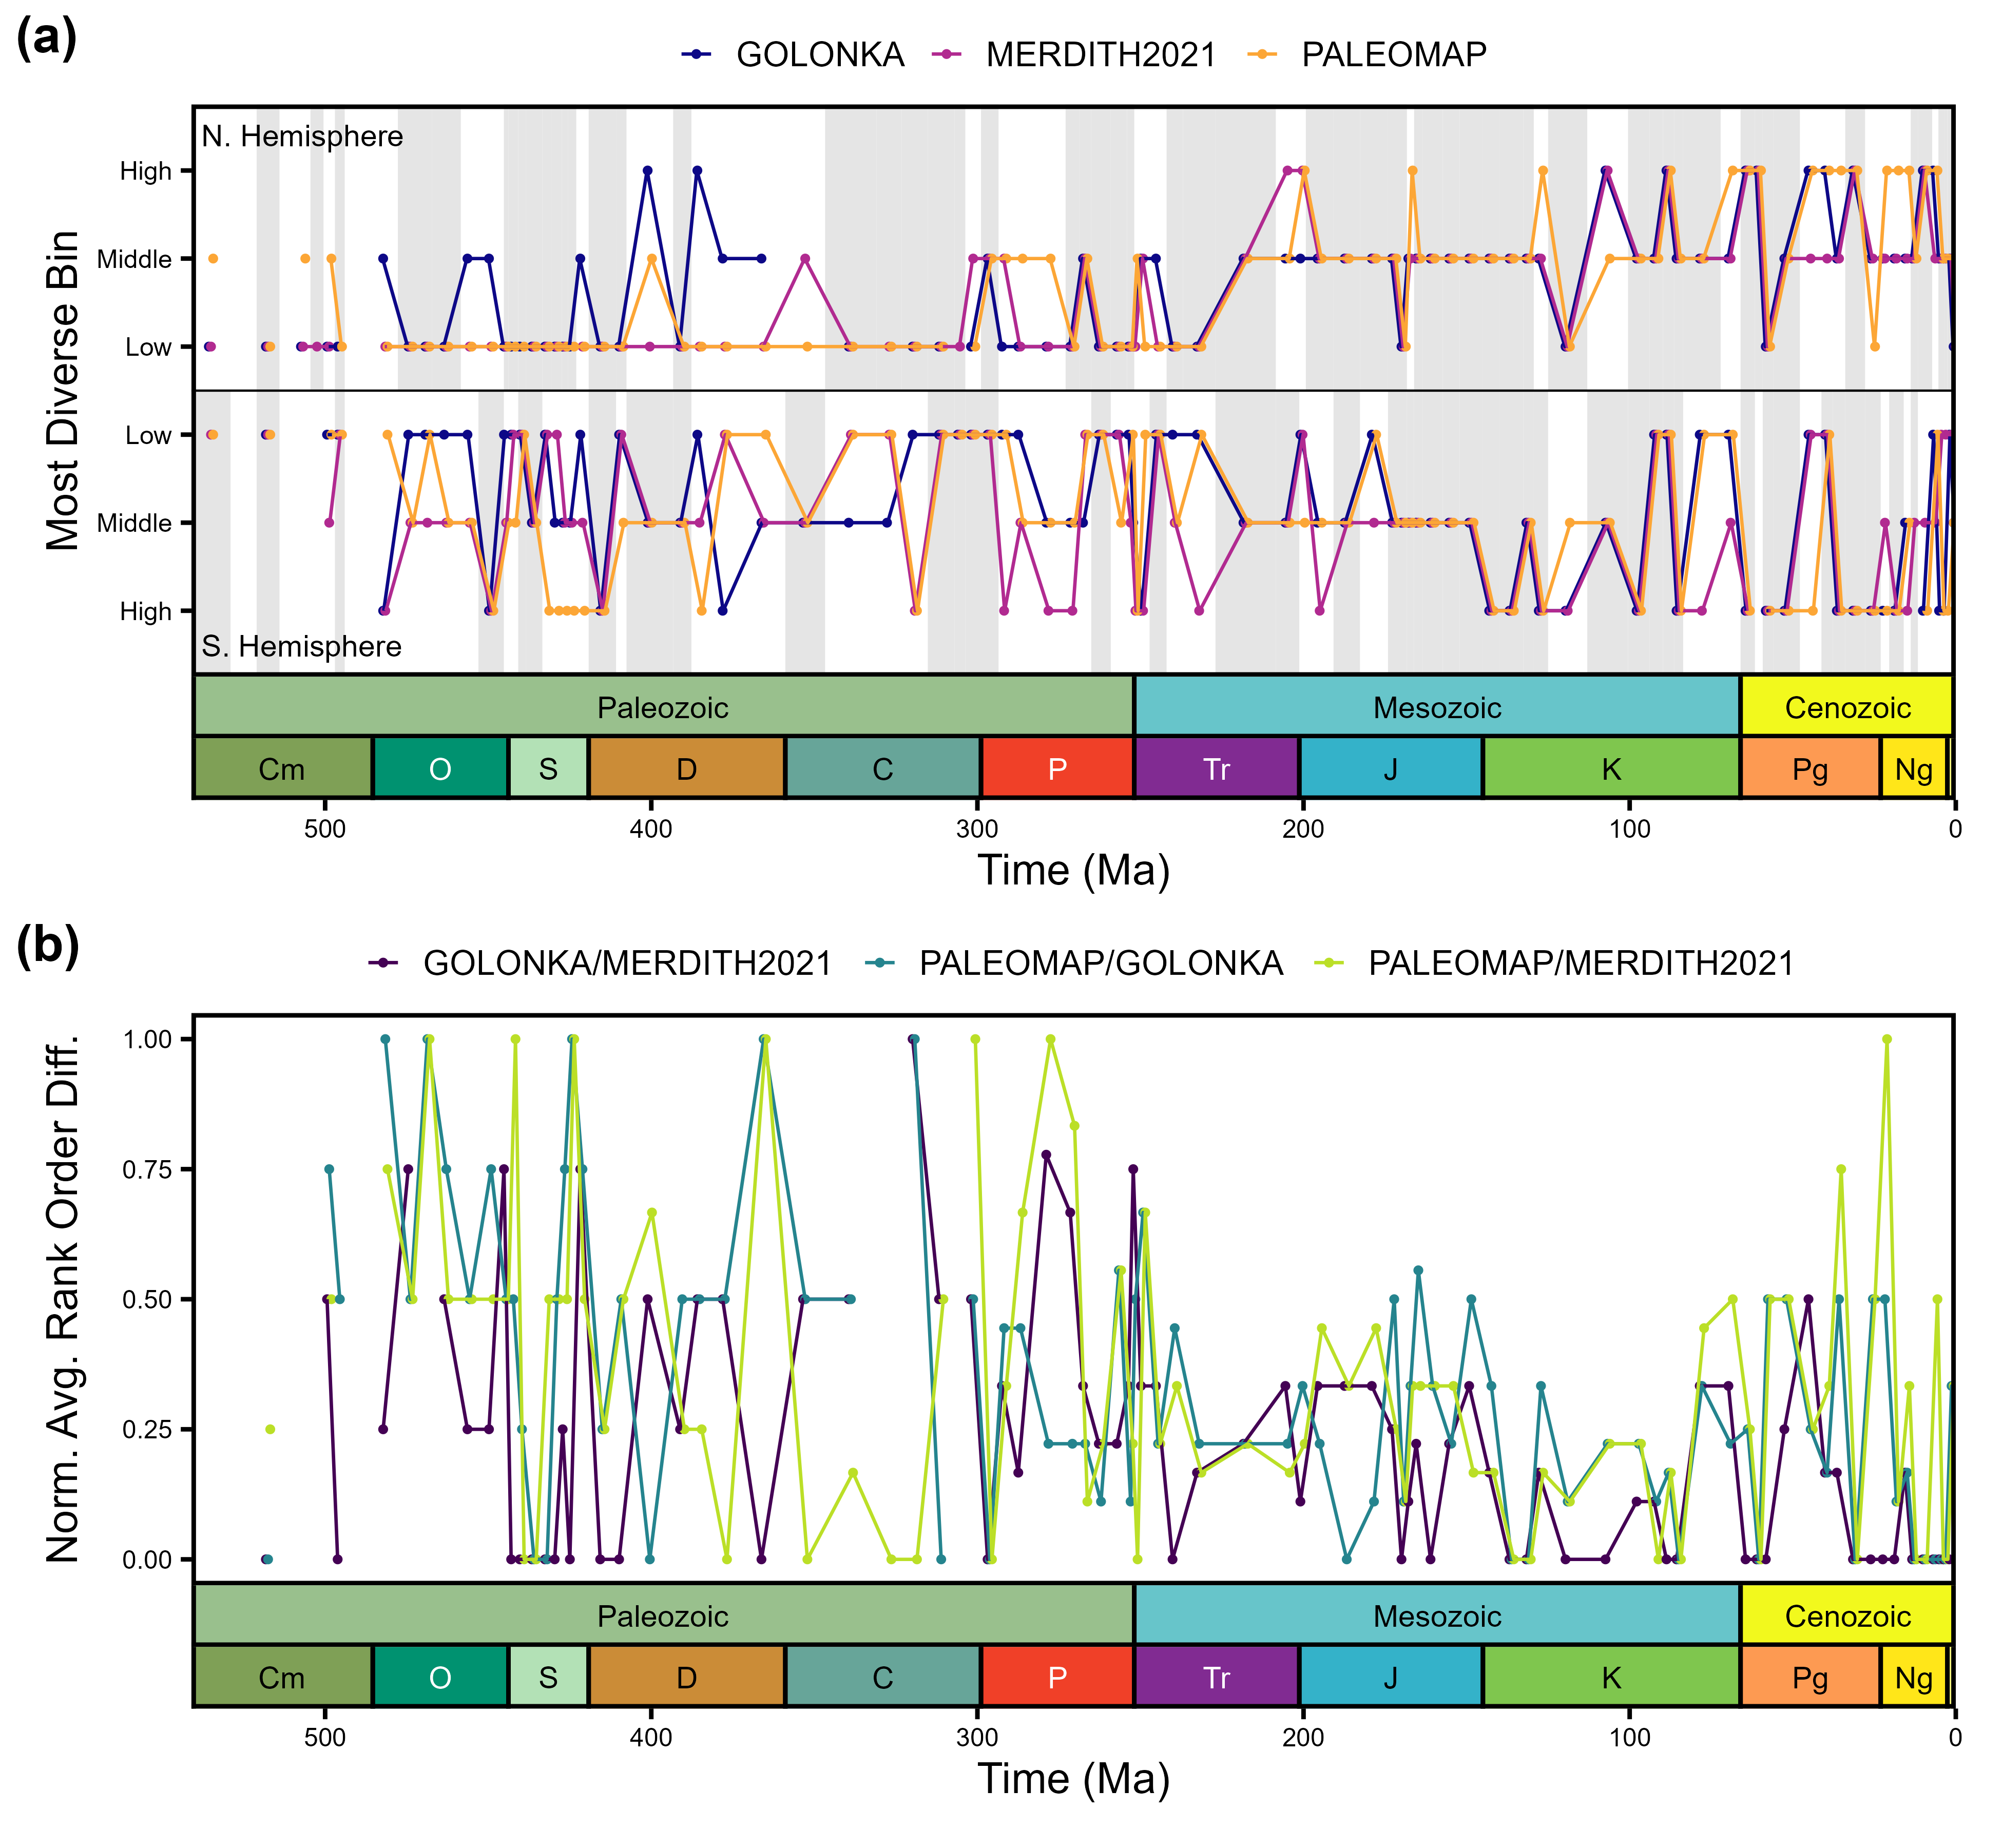 (a)
GOLONKA MERDITH2021 PALEOMAP
N. Hemisphere
High
Middle
Low
Most Diverse Bin
Low
Middle
High
S. Hemisphere
Paleozoic Mesozoic Cenozoic
Cm O S D C P Tr J K Pg Ng
500 400 300 200 100 0
Time (Ma)
(b)
GOLONKA/MERDITH2021 PALEOMAP/GOLONKA PALEOMAP/MERDITH2021
Norm. Avg. Rank Order Diff.
1.00
0.75
0.50
0.25
0.00
Paleozoic Mesozoic Cenozoic
Cm O S D C P Tr J K Pg Ng
500 400 300 200 100 0
Time (Ma)